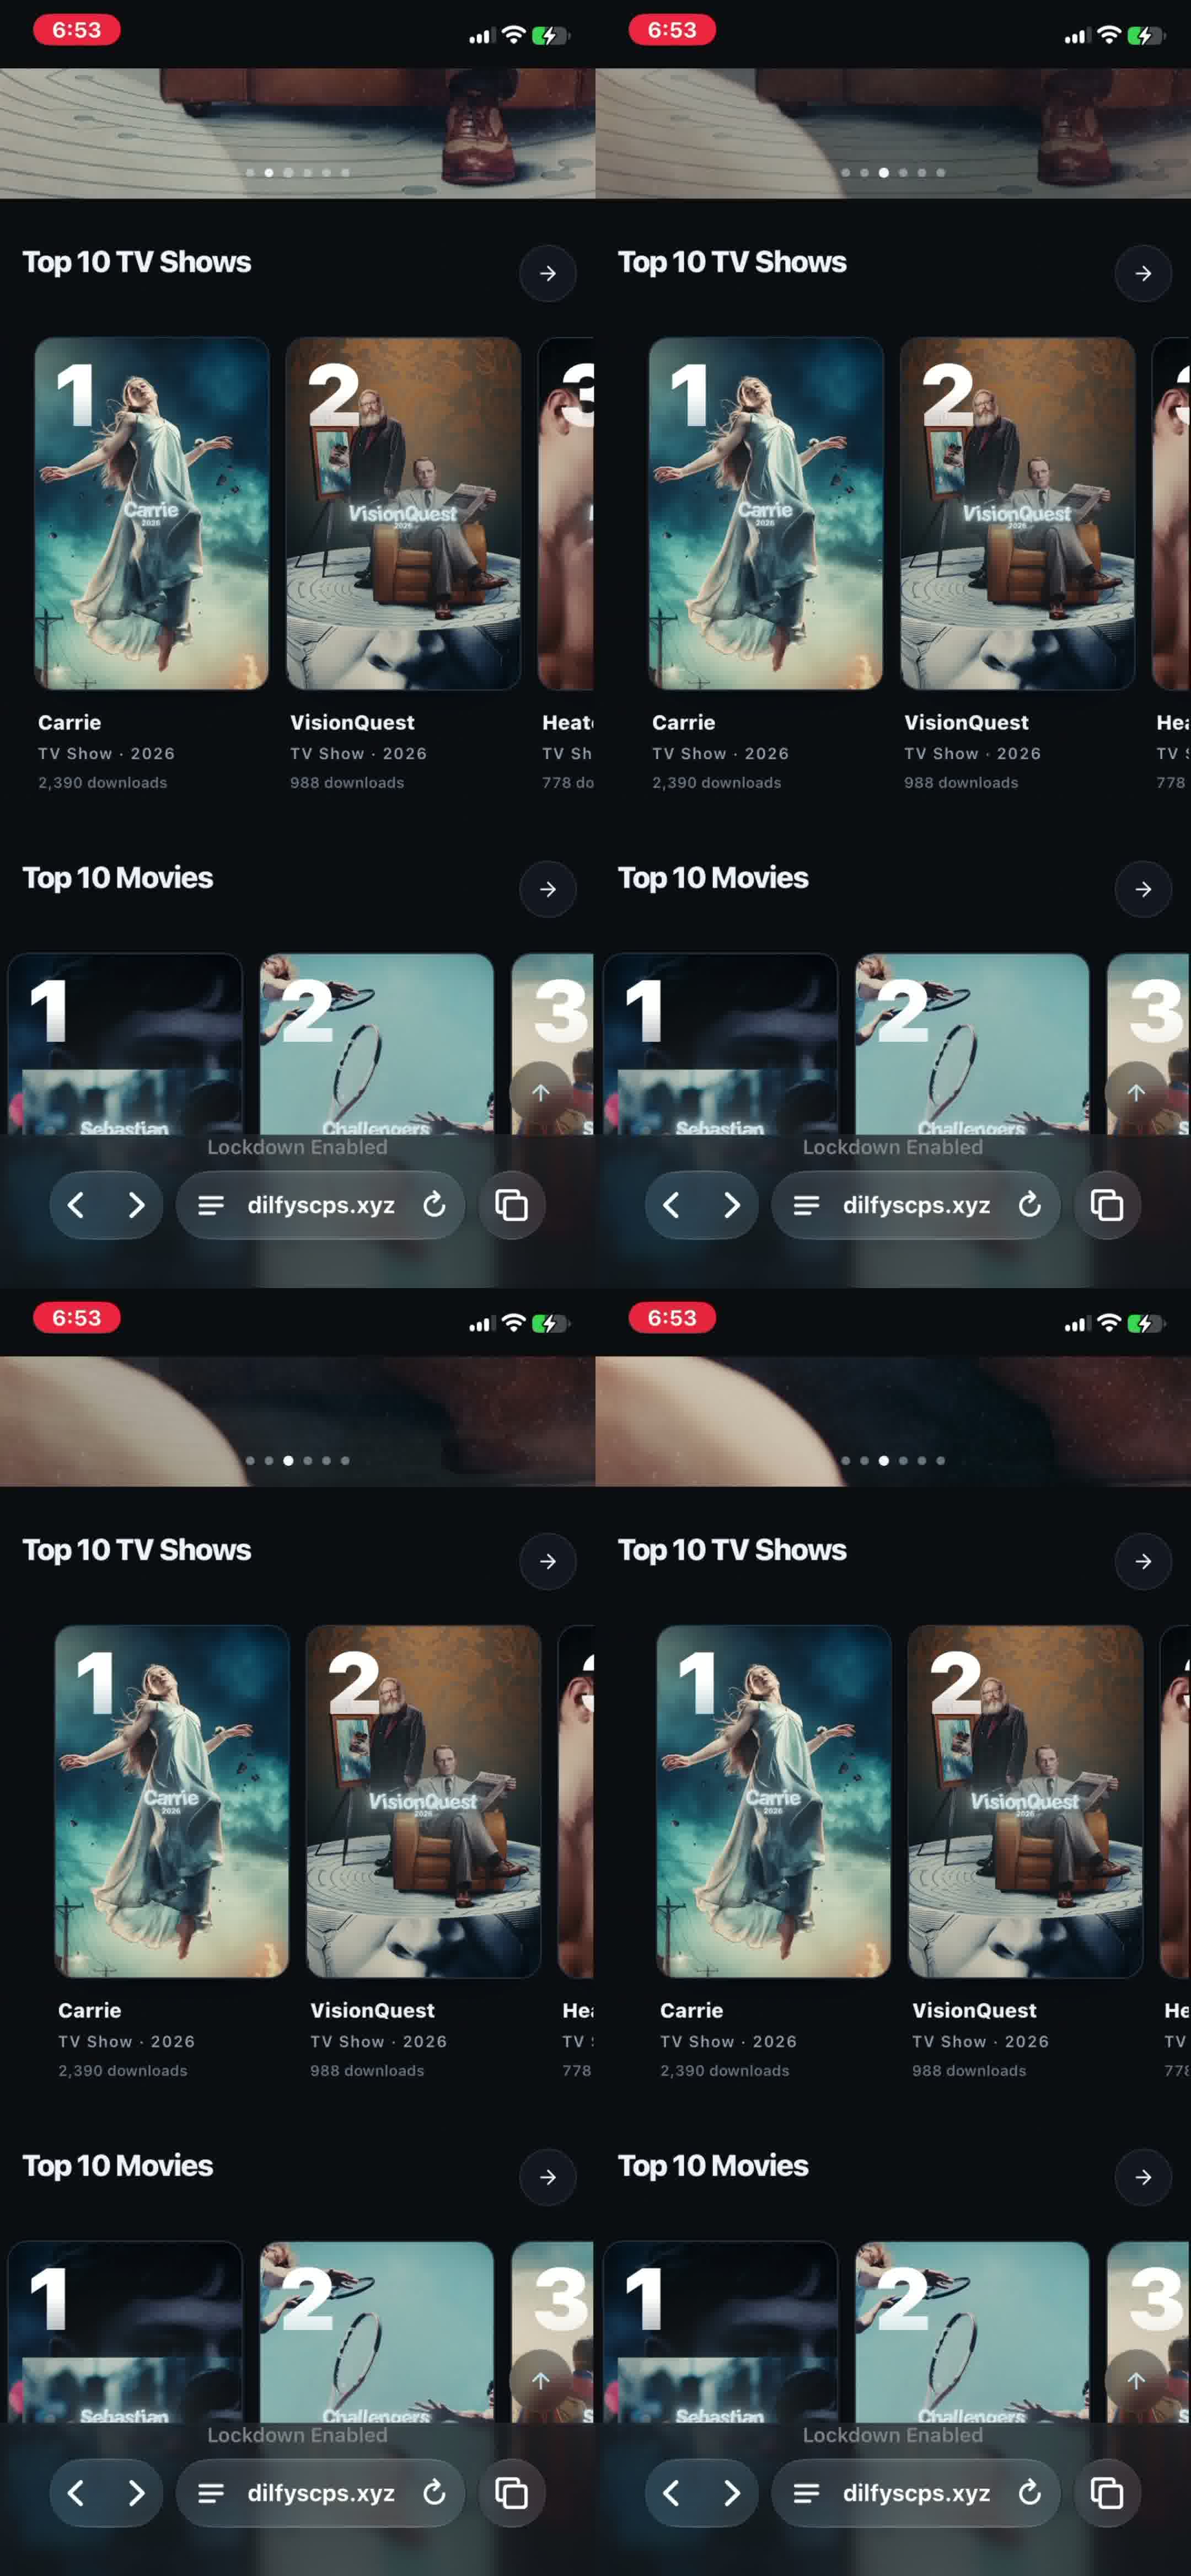 6:53
Top 10 TV Shows
1
2
3
Carrie
2026
VisionQuest
2026
Carrie
VisionQuest
TV Show · 2026
TV Show · 2026
2,390 downloads
988 downloads
778
Top 10 Movies
1
2
3
Sebastian
Challengers
Lockdown Enabled
dilfyscps.xyz
6:53
Top 10 TV Shows
1
2
Carrie
2026
VisionQuest
2026
Carrie
VisionQuest
TV Show · 2026
TV Show · 2026
2,390 downloads
988 downloads
778
Top 10 Movies
1
2
3
Sebastian
Challengers
Lockdown Enabled
dilfyscps.xyz
6:53
Top 10 TV Shows
1
2
Carrie
2026
VisionQuest
2026
Carrie
VisionQuest
TV Show · 2026
TV Show · 2026
2,390 downloads
988 downloads
778
Top 10 Movies
1
2
3
Sebastian
Challengers
Lockdown Enabled
dilfyscps.xyz
6:53
Top 10 TV Shows
1
2
Carrie
2026
VisionQuest
2026
Carrie
VisionQuest
TV Show · 2026
TV Show · 2026
2,390 downloads
988 downloads
Top 10 Movies
1
2
3
Sebastian
Challengers
Lockdown Enabled
dilfyscps.xyz